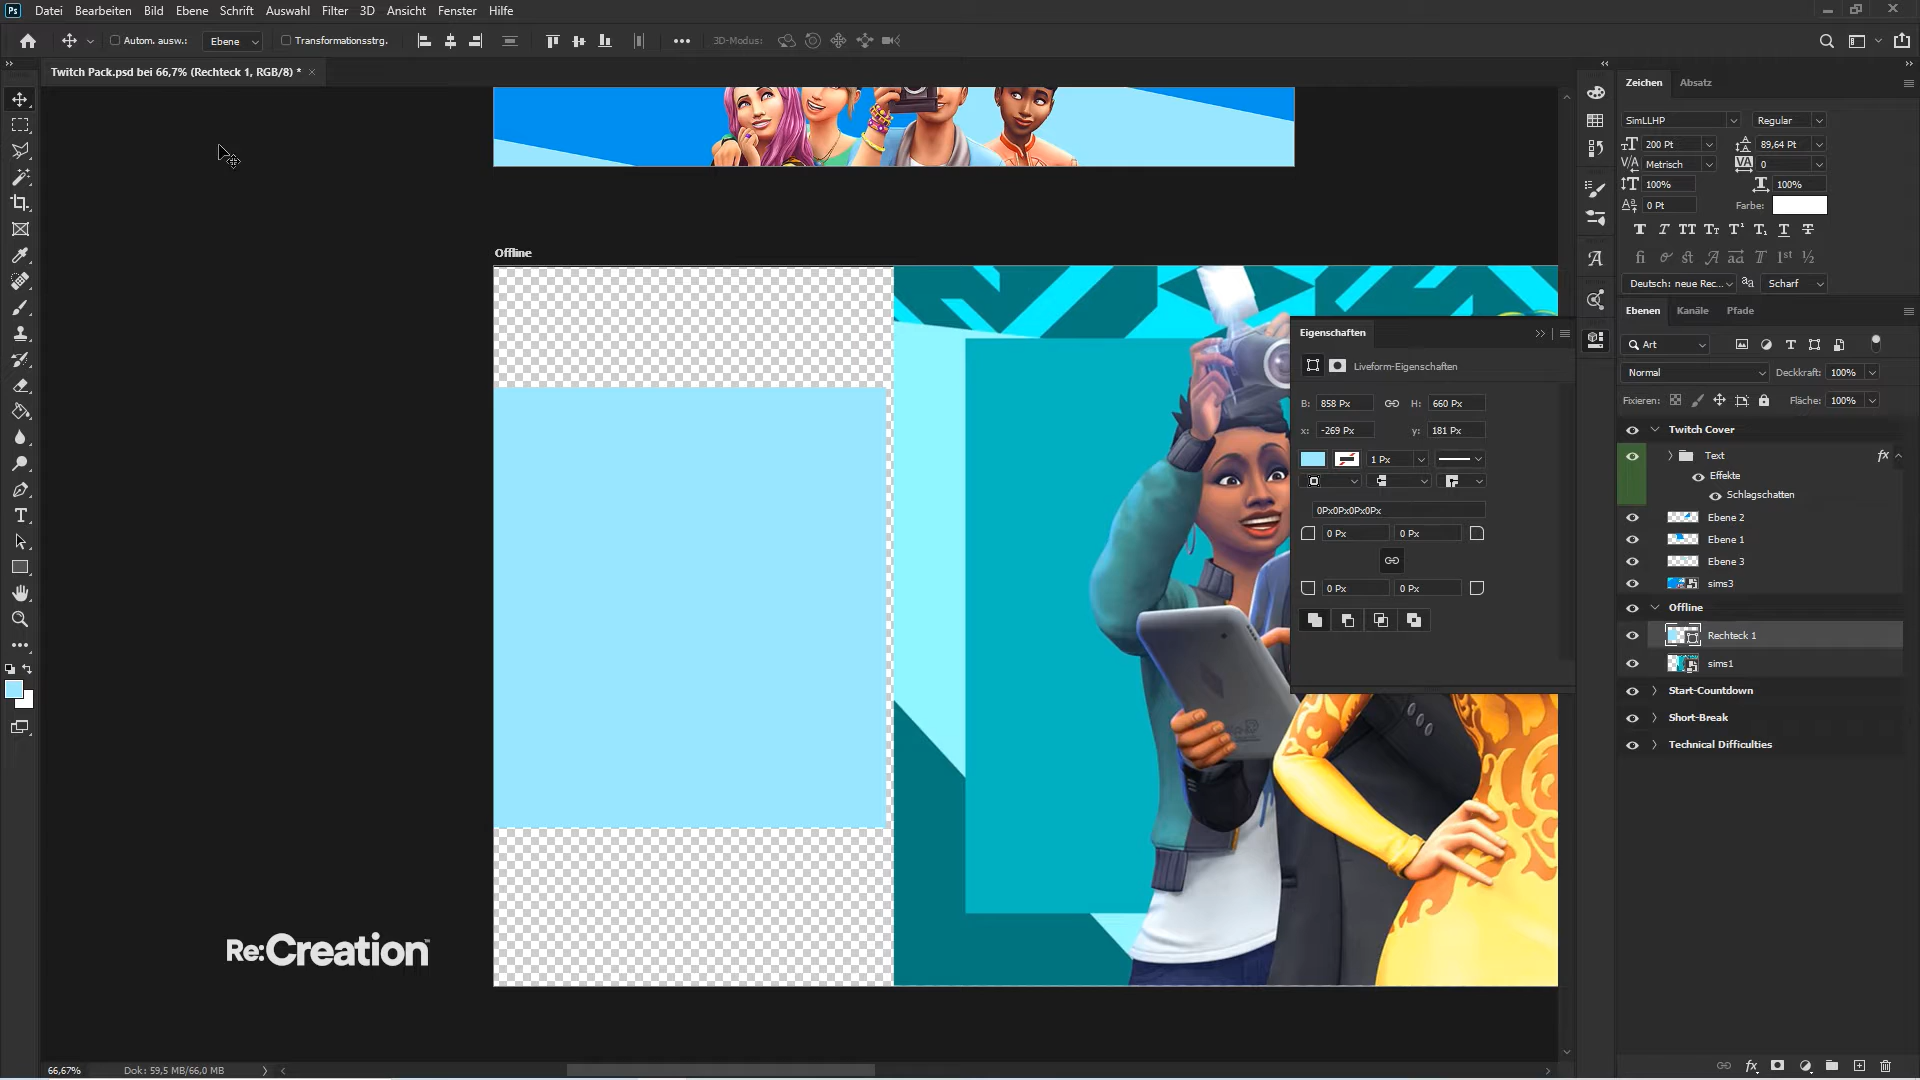 Ps Datei Bearbeiten Bild Ebene Schrift Auswahl Filter 3D Ansicht Fenster Hilfe
Autom. ausw.: Ebene Transformationsstrg. 3D-Modus:
Twitch Pack.psd bei 66,7% (Rechteck 1, RGB/8) *
Zeichen Absatz
SimLLHP Regular
200 Pt 89,64 Pt
Metrisch 0
100% 100%
0 Pt Farbe:
Deutsch: neue Rec... aa Scharf
Offline
Ebenen Kanäle Pfade
Art
Normal Deckkraft: 100%
Fixieren: Fläche: 100%
Twitch Cover
Text fx
Effekte
Schlagschatten
Ebene 2
Ebene 1
Ebene 3
sims3
Offline
Rechteck 1
sims1
Start-Countdown
Short-Break
Technical Difficulties
Eigenschaften
Liveform-Eigenschaften
B: 858 Px H: 660 Px
x: -269 Px y: 181 Px
1 Px
0Px0Px0Px0Px
0 Px 0 Px
0 Px 0 Px
Re:Creation™
66,67% Dok: 59,5 MB/66,0 MB